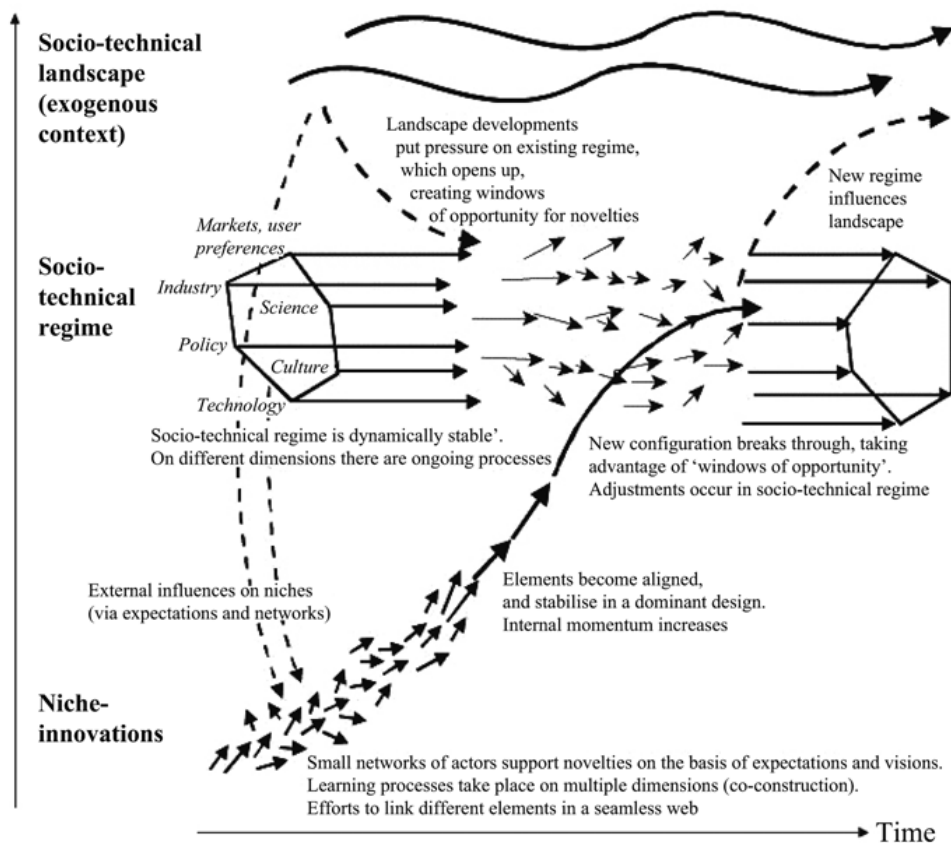 Socio-technical
landscape
(exogenous
context)
Landscape developments
put pressure on existing regime,
which opens up,
creating windows
of opportunity for novelties
New regime
influences
landscape
Markets, user
preferences
Socio-
technical
regime
Industry
Science
Policy
Culture
Technology
Socio-technical regime is dynamically stable’.
On different dimensions there are ongoing processes
New configuration breaks through, taking
advantage of ‘windows of opportunity’.
Adjustments occur in socio-technical regime
External influences on niches
(via expectations and networks)
Elements become aligned,
and stabilise in a dominant design.
Internal momentum increases
Niche-
innovations
Small networks of actors support novelties on the basis of expectations and visions.
Learning processes take place on multiple dimensions (co-construction).
Efforts to link different elements in a seamless web
Time